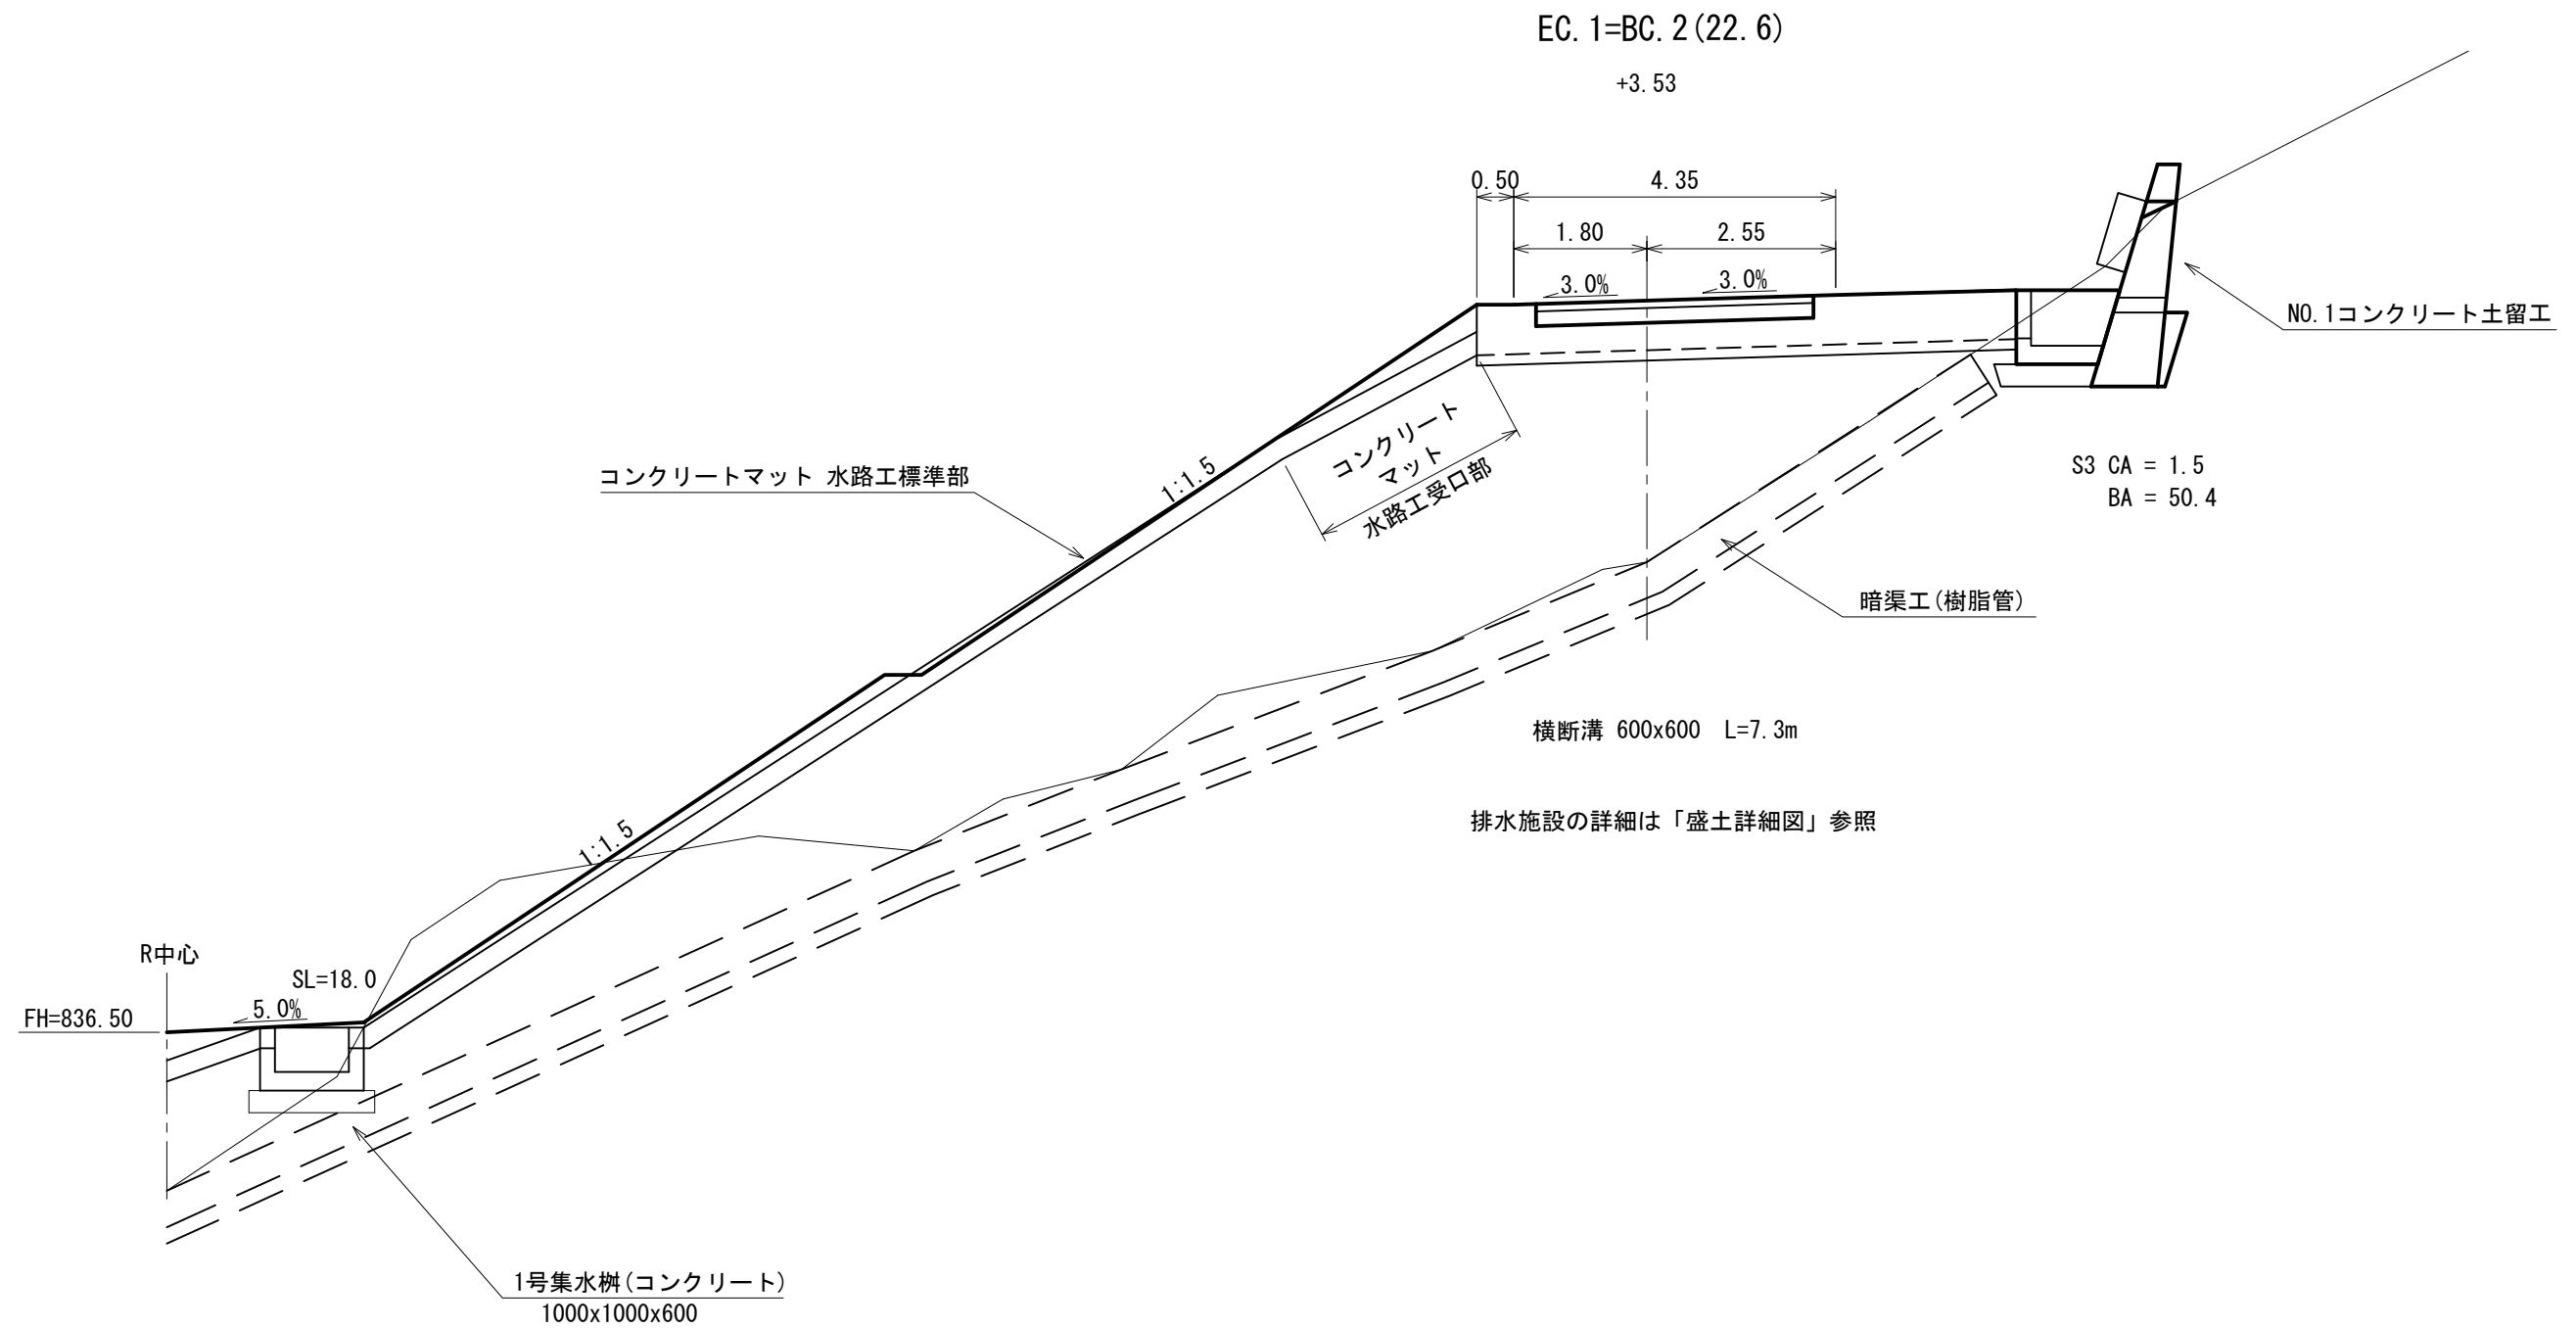 EC.1=BC.2(22.6)
+3.53
0.50
4.35
1.80
2.55
3.0%
3.0%
NO.1コンクリート土留工
コンクリート
マット
水路工受口部
コンクリートマット 水路工標準部
1:1.5
S3 CA = 1.5
BA = 50.4
暗渠工(樹脂管)
横断溝 600x600 L=7.3m
排水施設の詳細は「盛土詳細図」参照
1:1.5
R中心
SL=18.0
5.0%
FH=836.50
1号集水桝(コンクリート)
1000x1000x600